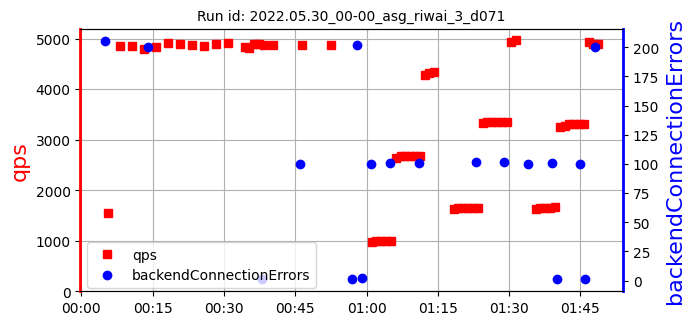 Run id: 2022.05.30_00-00_asg_riwai_3_d071
qps
5000
4000
3000
2000
1000
0
200
175
150
125
100
75
50
25
0
backendConnectionErrors
qps
backendConnectionErrors
00:00 00:15 00:30 00:45 01:00 01:15 01:30 01:45